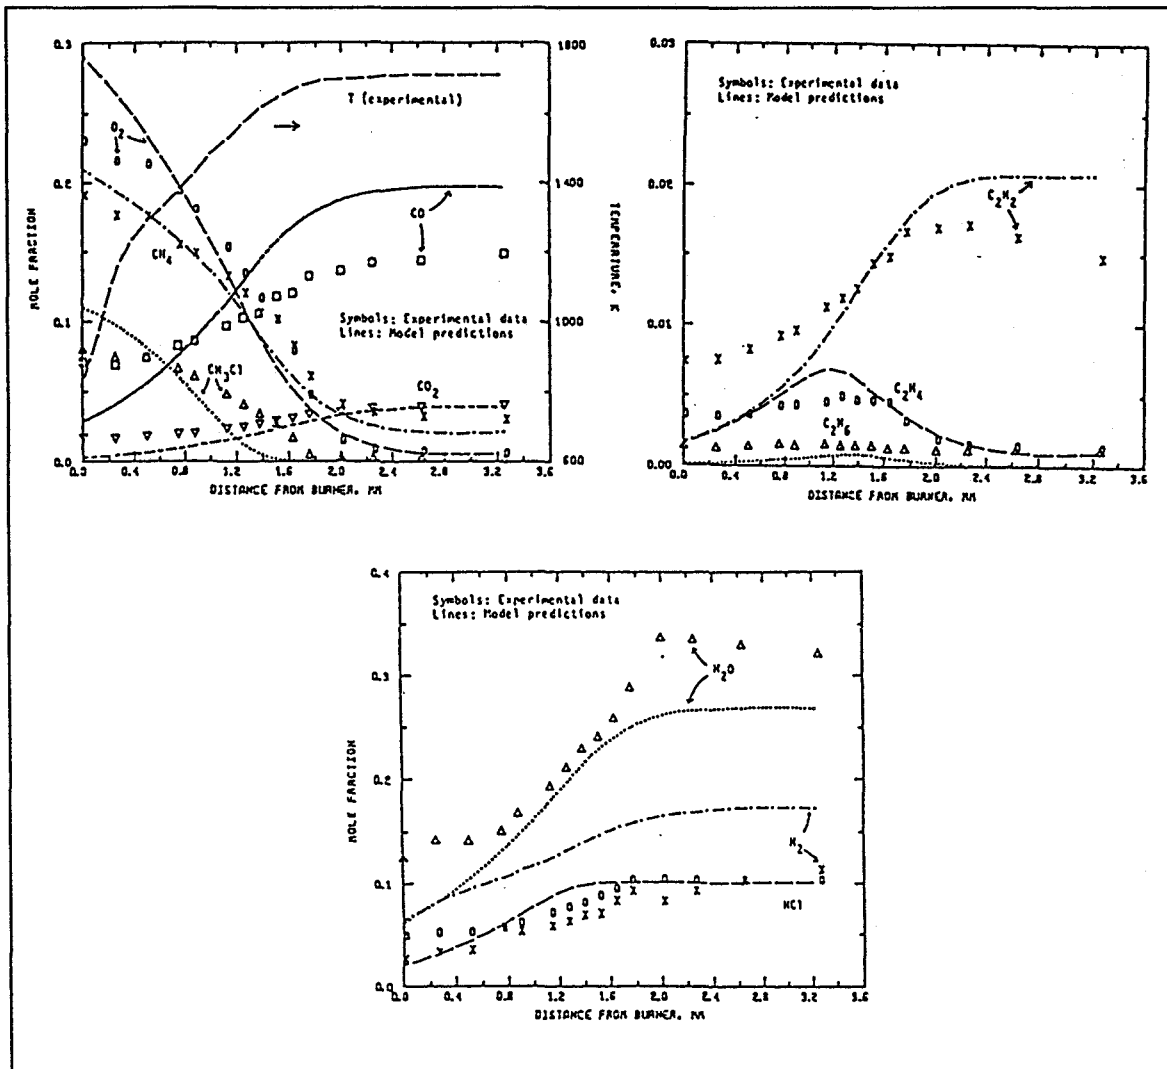 0.3
0.2
0.1
0.0
MOLE FRACTION
1800
1400
1000
600
TEMPERATURE, K
T (experimental)
O2
CH4
CO
Symbols: Experimental data
Lines: Model predictions
CH3Cl
CO2
0.0 0.4 0.8 1.2 1.6 2.0 2.4 2.8 3.2 3.6
DISTANCE FROM BURNER, MM
0.03
0.02
0.01
0.00
Symbols: Experimental data
Lines: Model predictions
C2H2
C2H4
C2H6
0.0 0.4 0.8 1.2 1.6 2.0 2.4 2.8 3.2 3.6
DISTANCE FROM BURNER, MM
0.4
0.3
0.2
0.1
0.0
MOLE FRACTION
Symbols: Experimental data
Lines: Model predictions
H2O
H2
HCl
0.0 0.4 0.8 1.2 1.6 2.0 2.4 2.8 3.2 3.6
DISTANCE FROM BURNER, MM